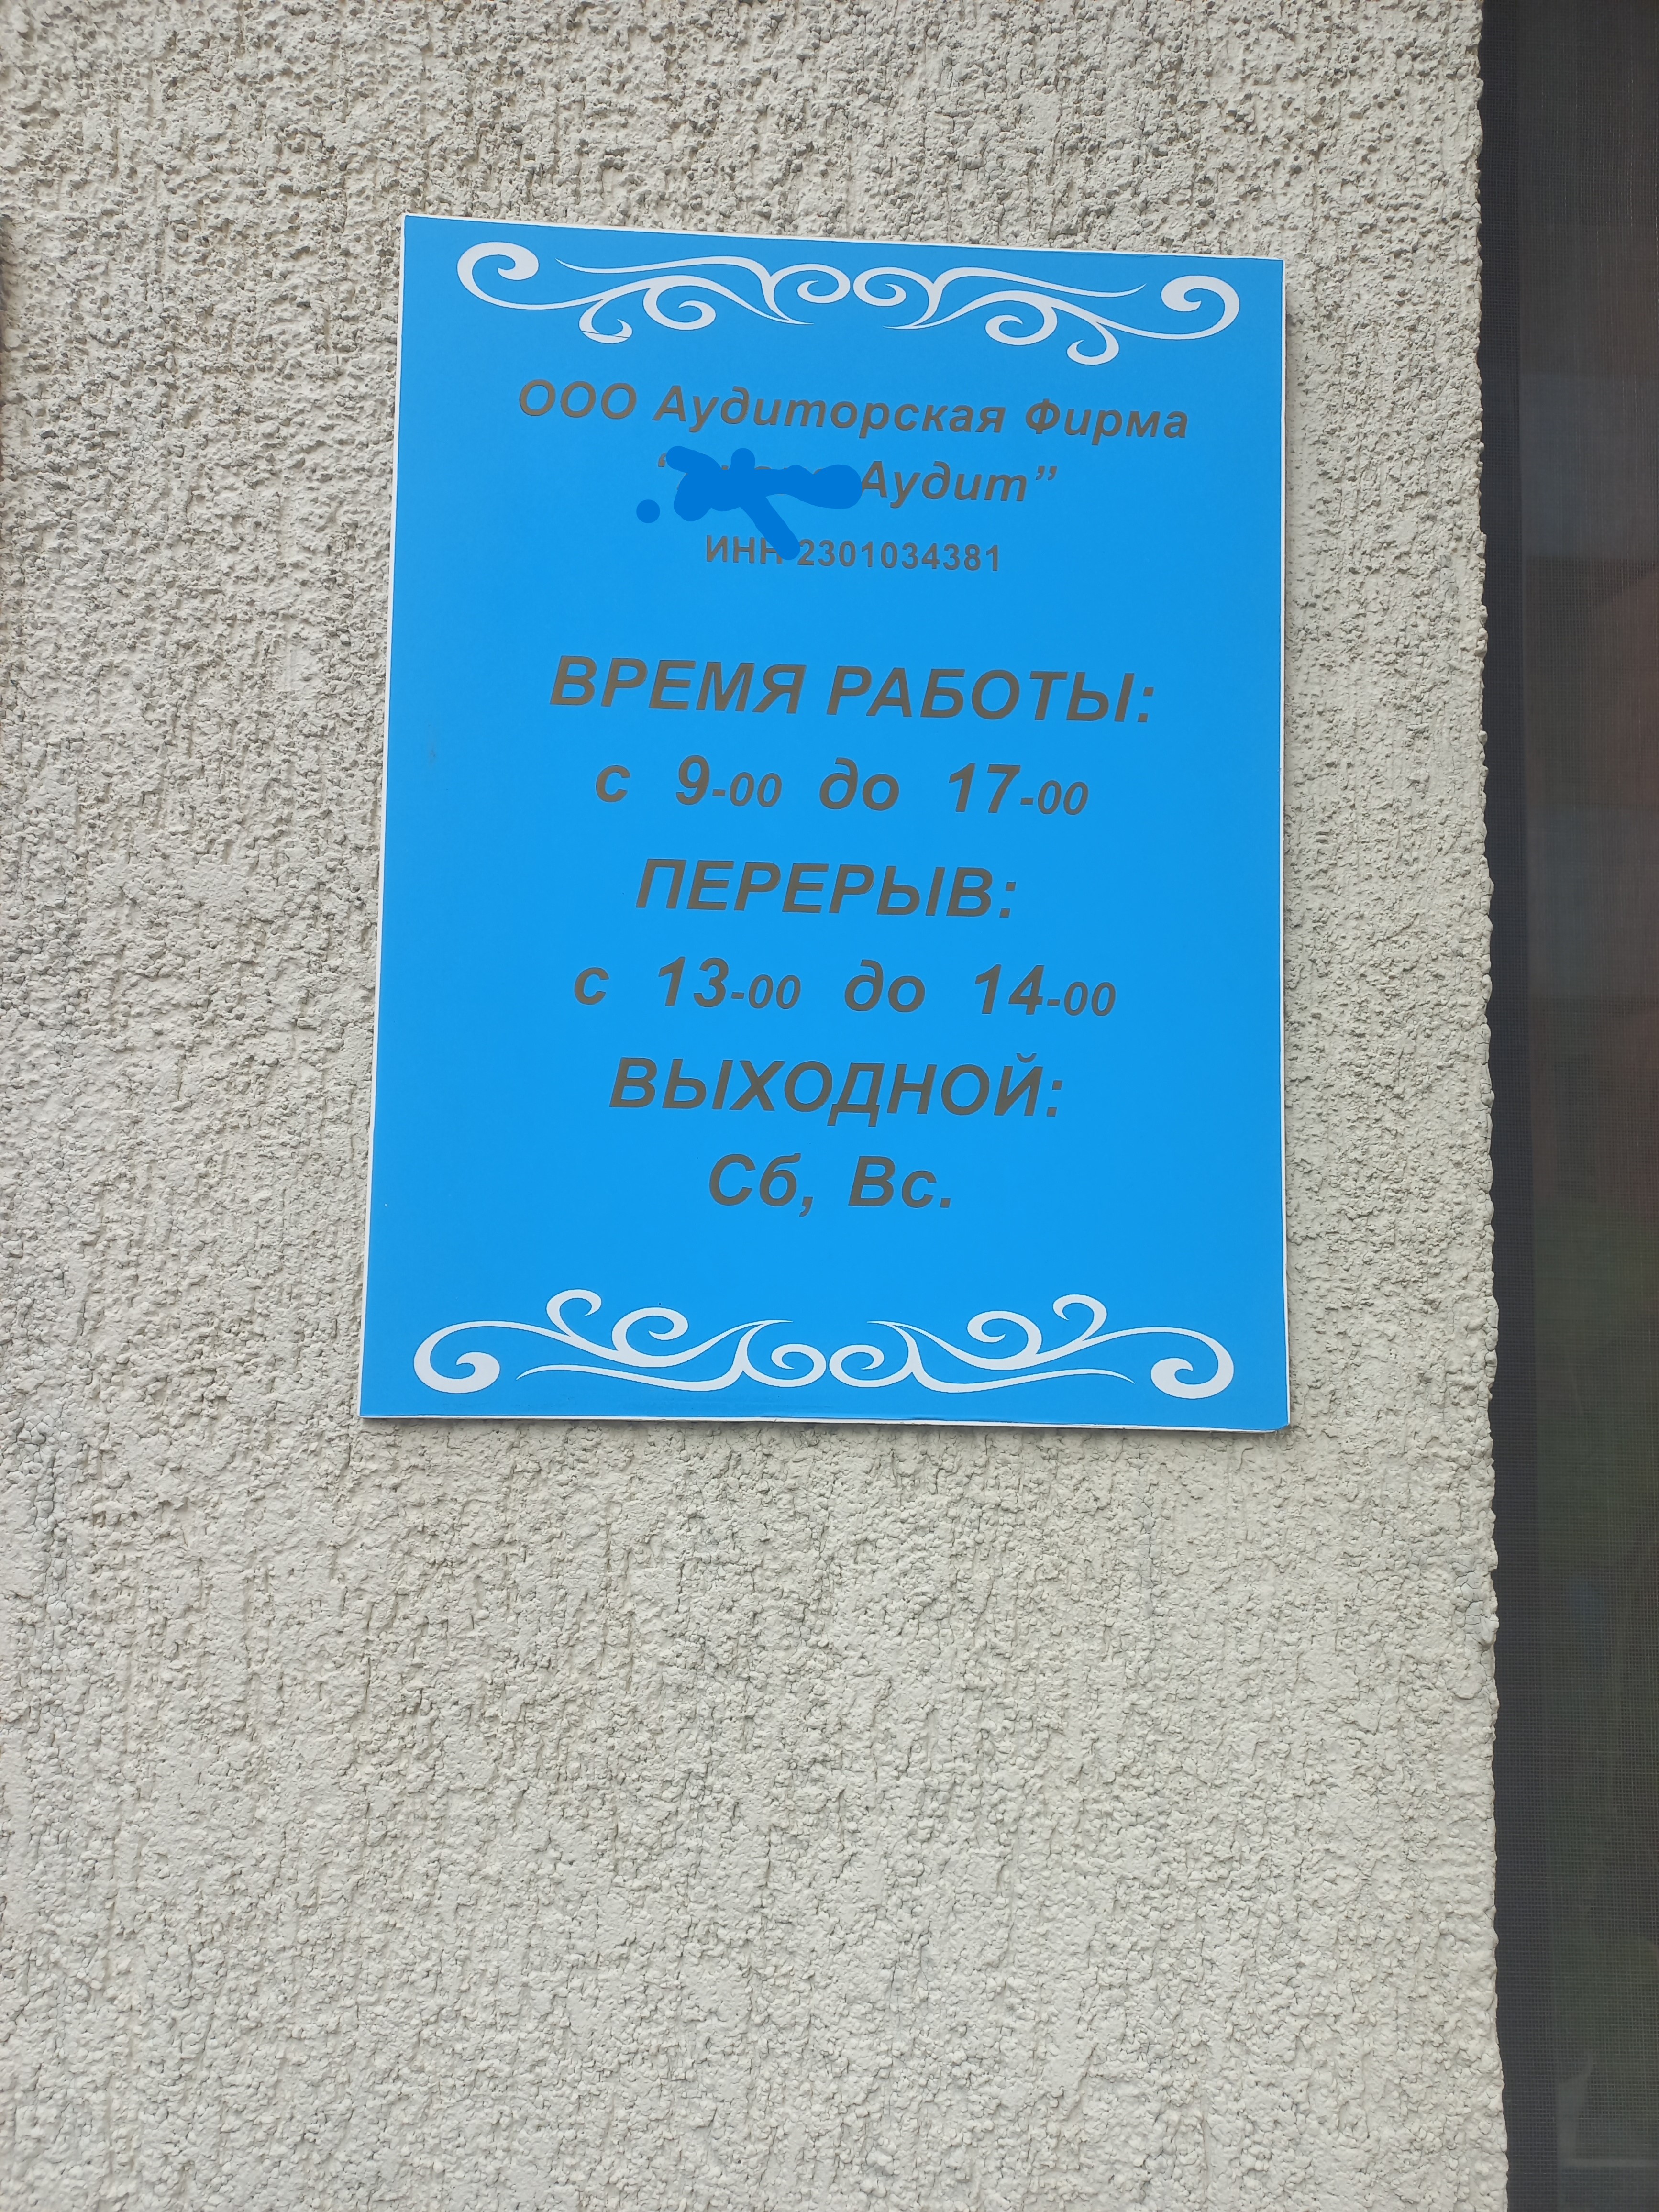 ООО Аудиторская Фирма
Аудит”
ИНН 2301034381
ВРЕМЯ РАБОТЫ:
с 9-00 до 17-00
ПЕРЕРЫВ:
с 13-00 до 14-00
ВЫХОДНОЙ:
Сб, Вс.